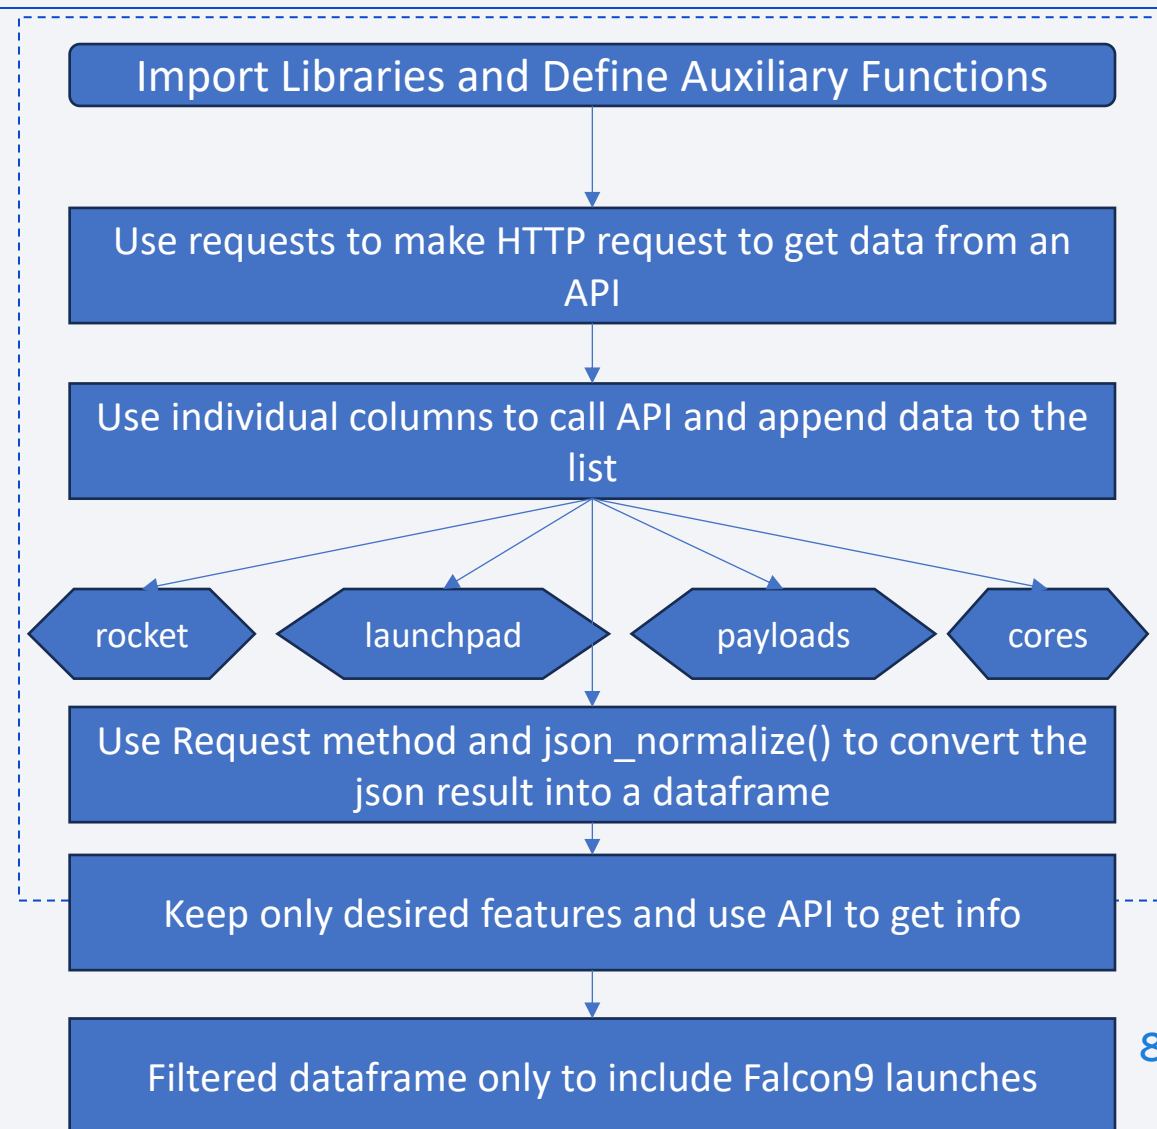 Import Libraries and Define Auxiliary Functions
Use requests to make HTTP request to get data from an
API
Use individual columns to call API and append data to the
list
rocket
launchpad
payloads
cores
Use Request method and json_normalize() to convert the
json result into a dataframe
Keep only desired features and use API to get info
Filtered dataframe only to include Falcon9 launches
8